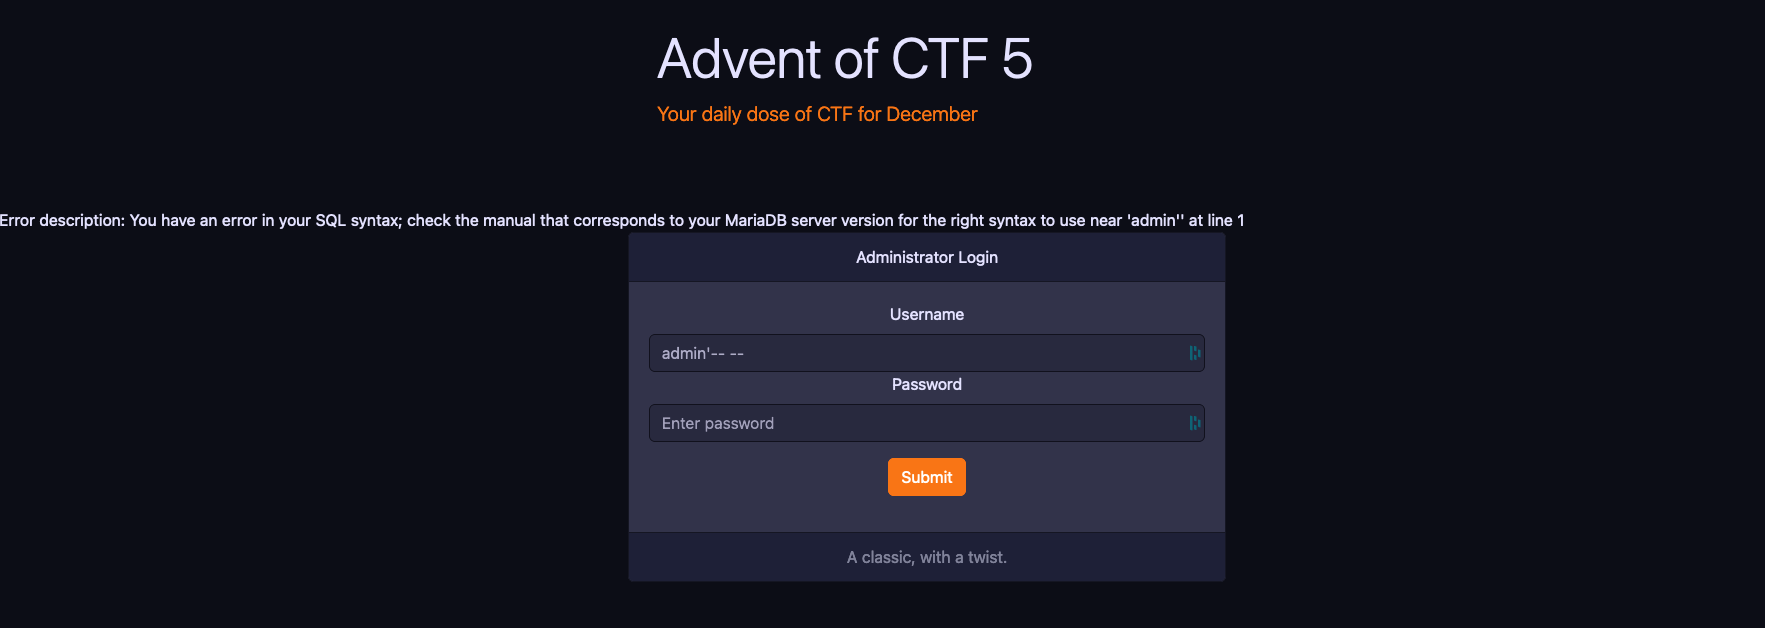 Advent of CTF 5
Your daily dose of CTF for December
Error description: You have an error in your SQL syntax; check the manual that corresponds to your MariaDB server version for the right syntax to use near 'admin'' at line 1
Administrator Login
Username
admin'-- --
Password
Enter password
Submit
A classic, with a twist.